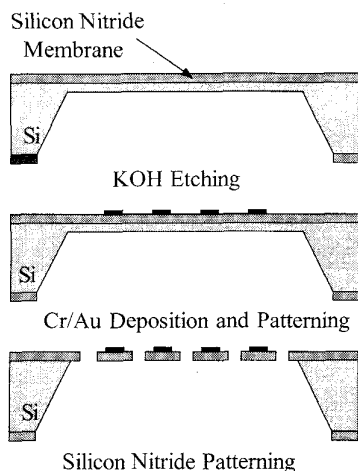 Silicon Nitride
Membrane
Si
KOH Etching
Si
Cr/Au Deposition and Patterning
Si
Silicon Nitride Patterning